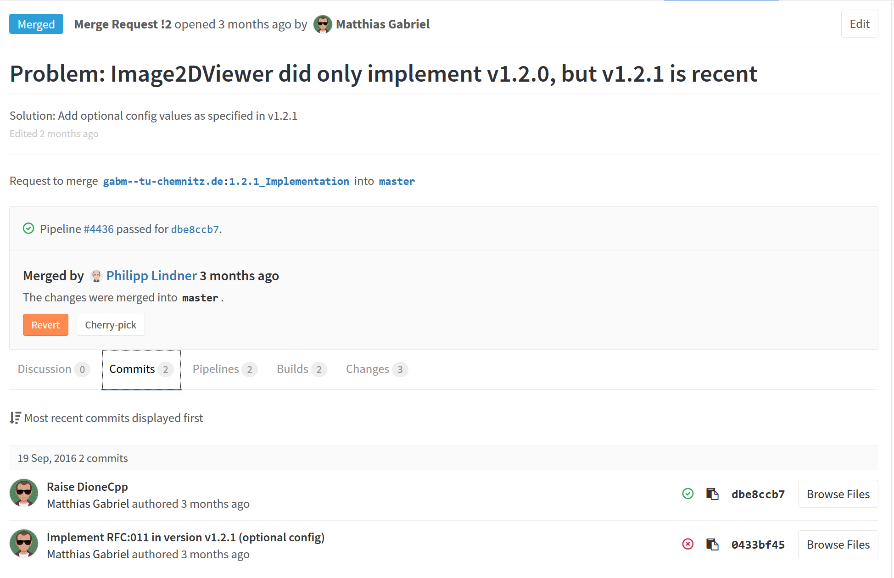 Merged Merge Request !2 opened 3 months ago by Matthias Gabriel Edit
Problem: Image2DViewer did only implement v1.2.0, but v1.2.1 is recent
Solution: Add optional config values as specified in v1.2.1
Edited 2 months ago
Request to merge gabm--tu-chemnitz.de:1.2.1_Implementation into master
Pipeline #4436 passed for dbe8ccb7.
Merged by Philipp Lindner 3 months ago
The changes were merged into master .
Revert Cherry-pick
Discussion 0 Commits 2 Pipelines 2 Builds 2 Changes 3
Most recent commits displayed first
19 Sep, 2016 2 commits
Raise DioneCpp
Matthias Gabriel authored 3 months ago
dbe8ccb7 Browse Files
Implement RFC:011 in version v1.2.1 (optional config)
Matthias Gabriel authored 3 months ago
0433bf45 Browse Files